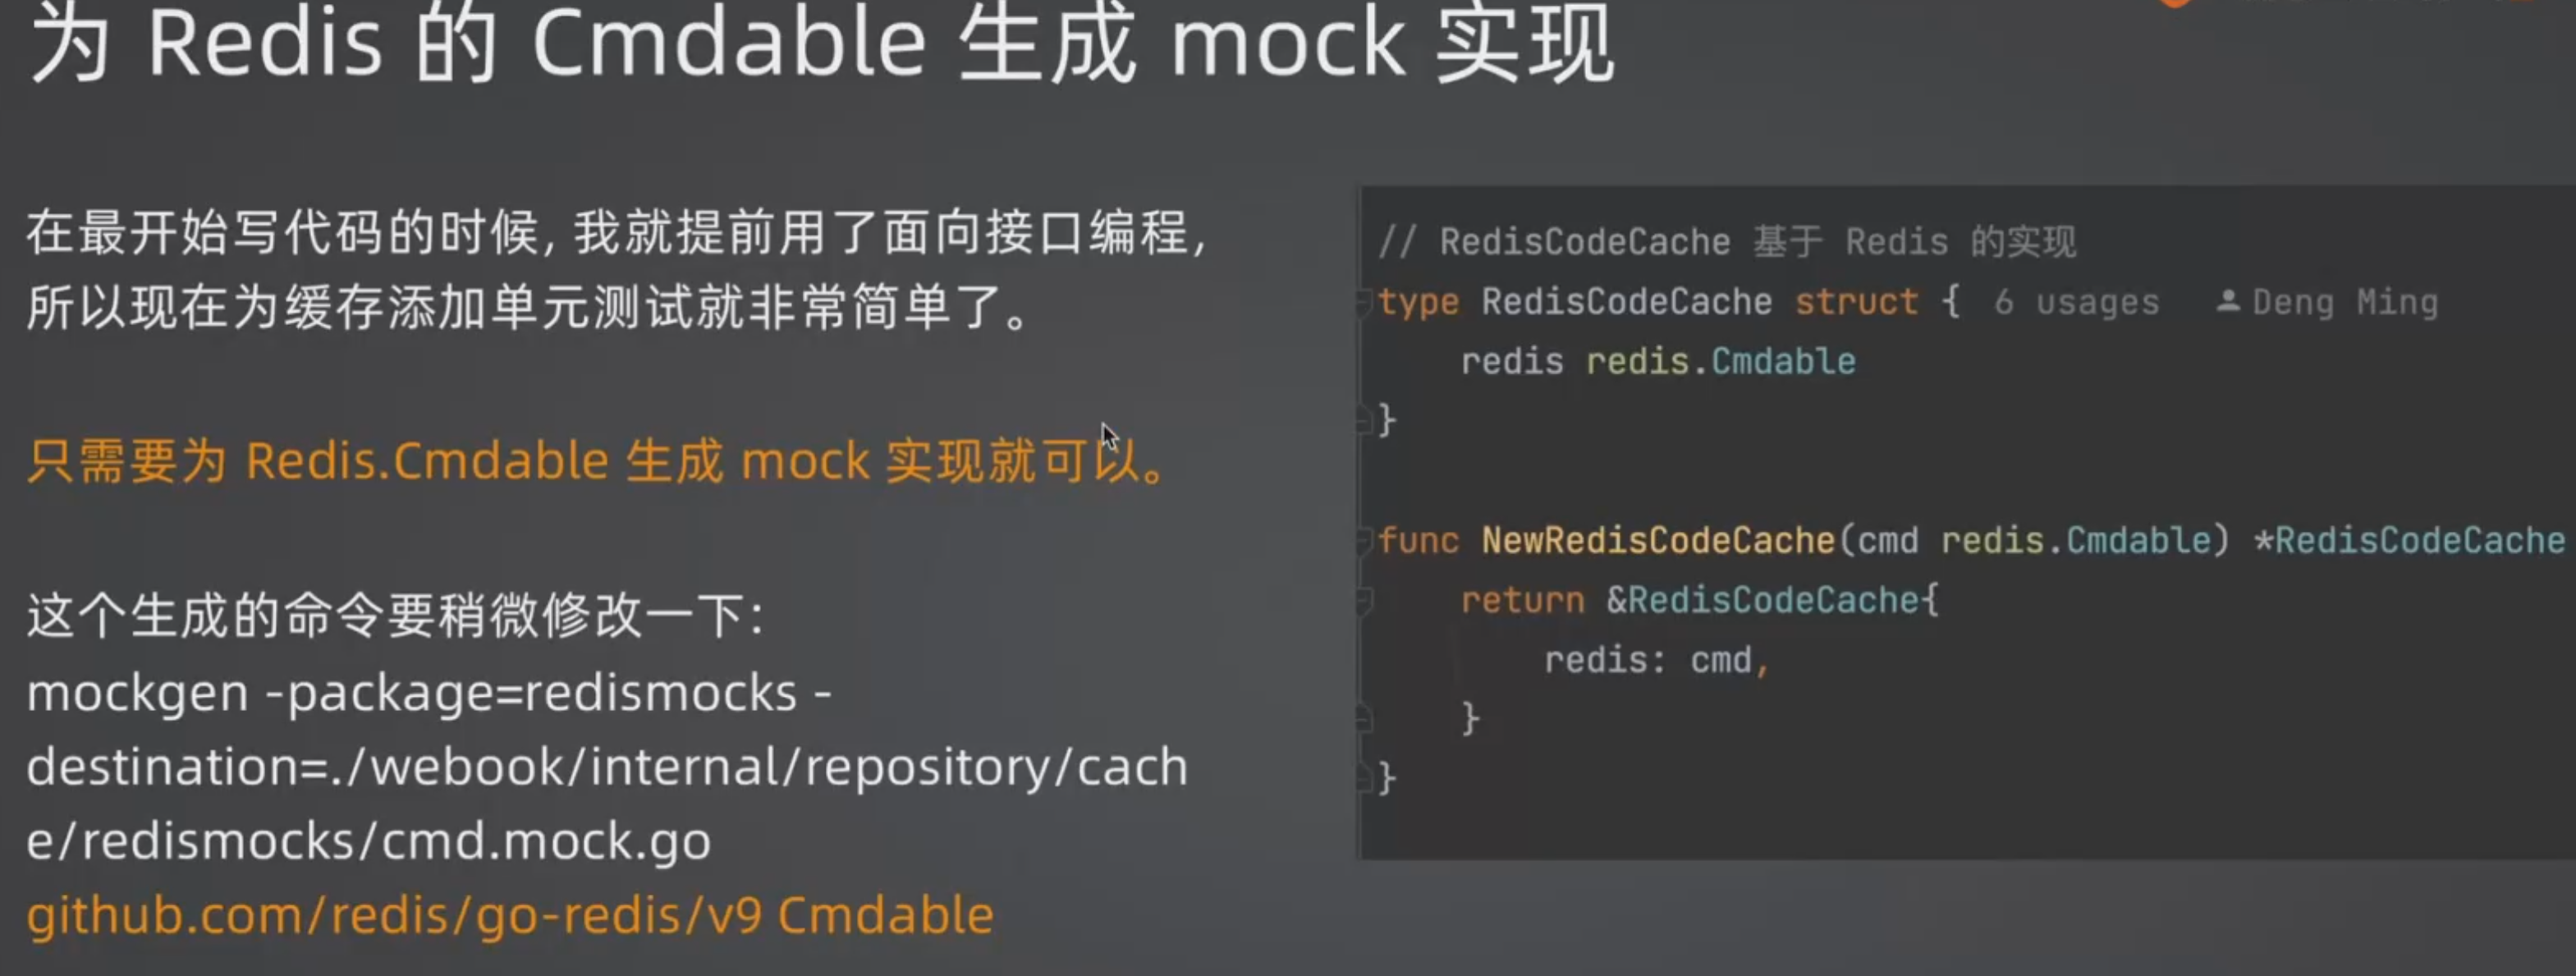 为 Redis 的 Cmdable 生成 mock 实现
在最开始写代码的时候, 我就提前用了面向接口编程,
所以现在为缓存添加单元测试就非常简单了。
只需要为 Redis.Cmdable 生成 mock 实现就可以。
这个生成的命令要稍微修改一下:
mockgen -package=redismocks -
destination=./webook/internal/repository/cach
e/redismocks/cmd.mock.go
github.com/redis/go-redis/v9 Cmdable
// RedisCodeCache 基于 Redis 的实现
type RedisCodeCache struct { 6 usages Deng Ming
redis redis.Cmdable
}
func NewRedisCodeCache(cmd redis.Cmdable) *RedisCodeCache
return &RedisCodeCache{
redis: cmd,
}
}